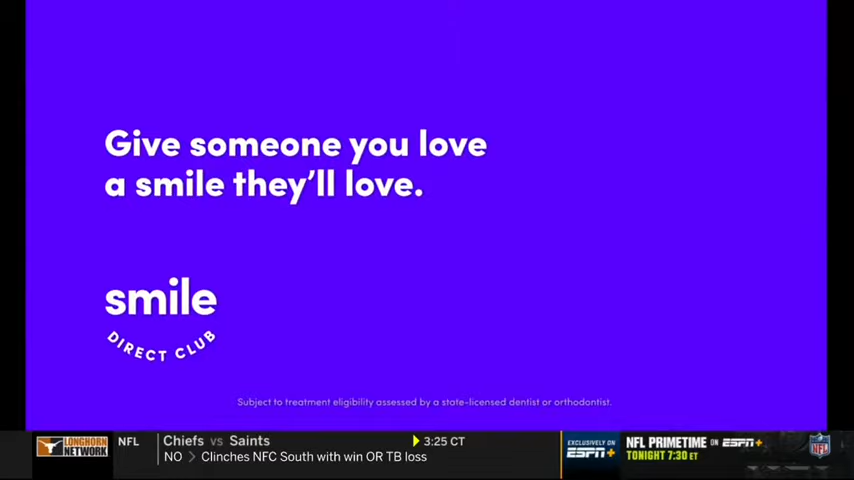 Give someone you love
a smile they'll love.
smile
DIRECT CLUB
Subject to treatment eligibility assessed by a state-licensed dentist or orthodontist.
LONGHORN
NETWORK
NFL
Chiefs vs Saints
3:25 CT
NO > Clinches NFC South with win OR TB loss
EXCLUSIVELY ON
ESPN+
NFL PRIMETIME ON ESPN+
TONIGHT 7:30 ET
NFL